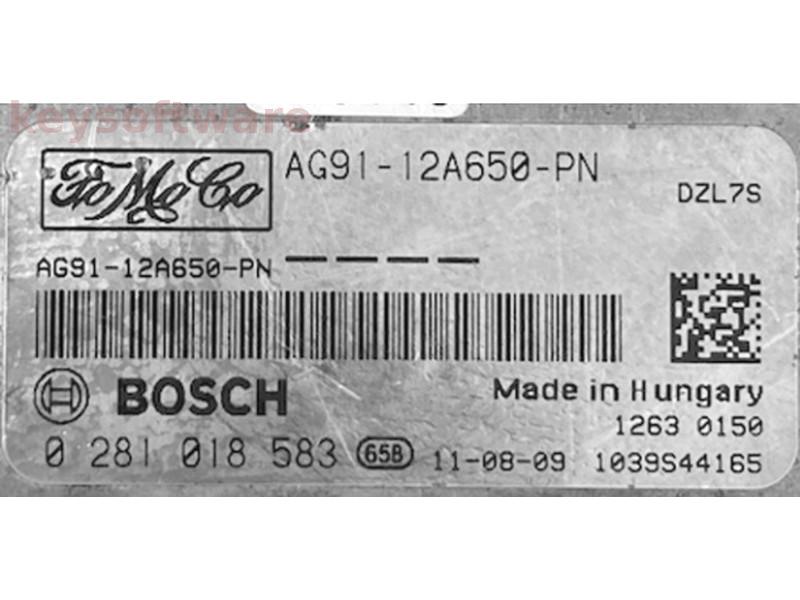 keysoftware
FoMoCo
AG91-12A650-PN
DZL7S
AG91-12A650-PN ————
BOSCH
Made in Hungary
1263 0150
0 281 018 583 65B 11-08-09 1039S44165